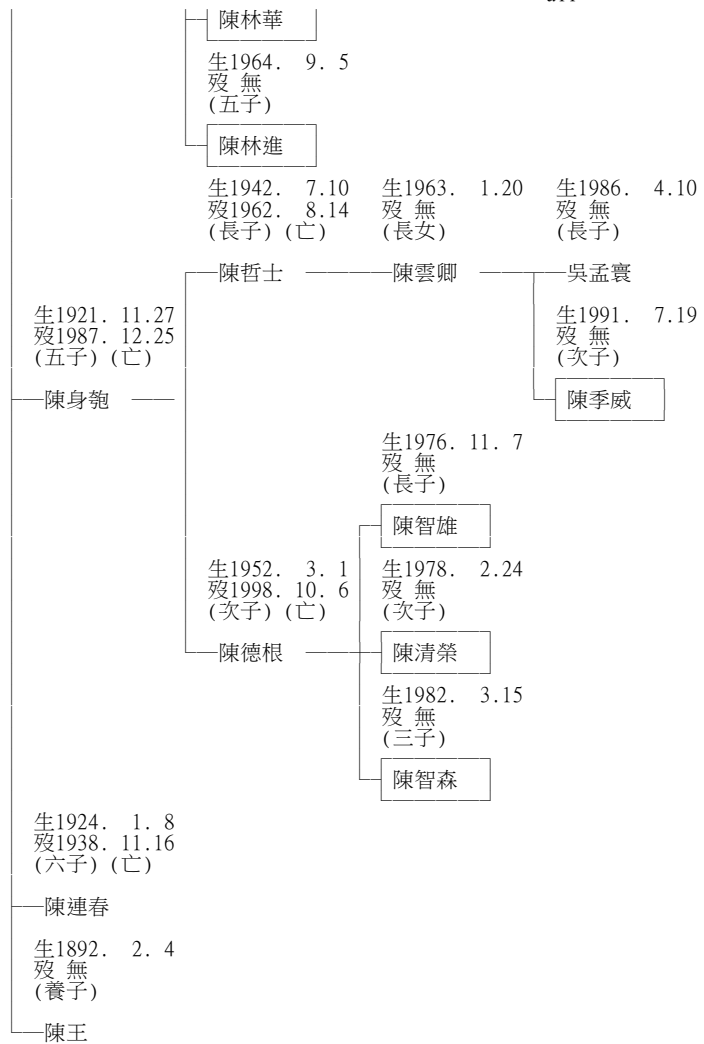 陳林華
生1964. 9. 5
歿 無
(五子)
陳林進
生1942. 7.10 生1963. 1.20 生1986. 4.10
歿1962. 8.14 歿 無 歿 無
(長子) (亡) (長女) (長子)
陳哲士 陳雲卿 吳孟寰
生1921. 11.27 生1991. 7.19
歿1987. 12.25 歿 無
(五子) (亡) (次子)
陳身匏 陳季威
生1976. 11. 7
歿 無
(長子)
陳智雄
生1952. 3. 1 生1978. 2.24
歿1998. 10. 6 歿 無
(次子) (亡) (次子)
陳德根 陳清榮
生1982. 3.15
歿 無
(三子)
陳智森
生1924. 1. 8
歿1938. 11.16
(六子) (亡)
陳連春
生1892. 2. 4
歿 無
(養子)
陳王